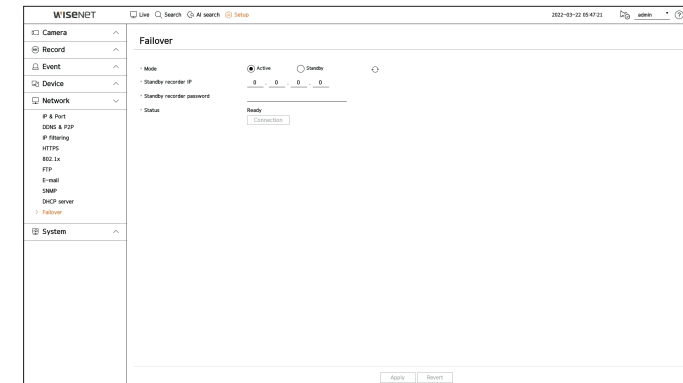 WISENET
Live Search AI search Setup 2022-03-22 05:47:21 admin
Camera
Record
Event
Device
Network
IP & Port
DDNS & P2P
IP filtering
HTTPS
802.1x
FTP
E-mail
SNMP
DHCP server
> Failover
System
Failover
Mode Active Standby
Standby recorder IP 0 . 0 . 0 . 0
Standby recorder password
Status Ready
Connection
Apply Revert